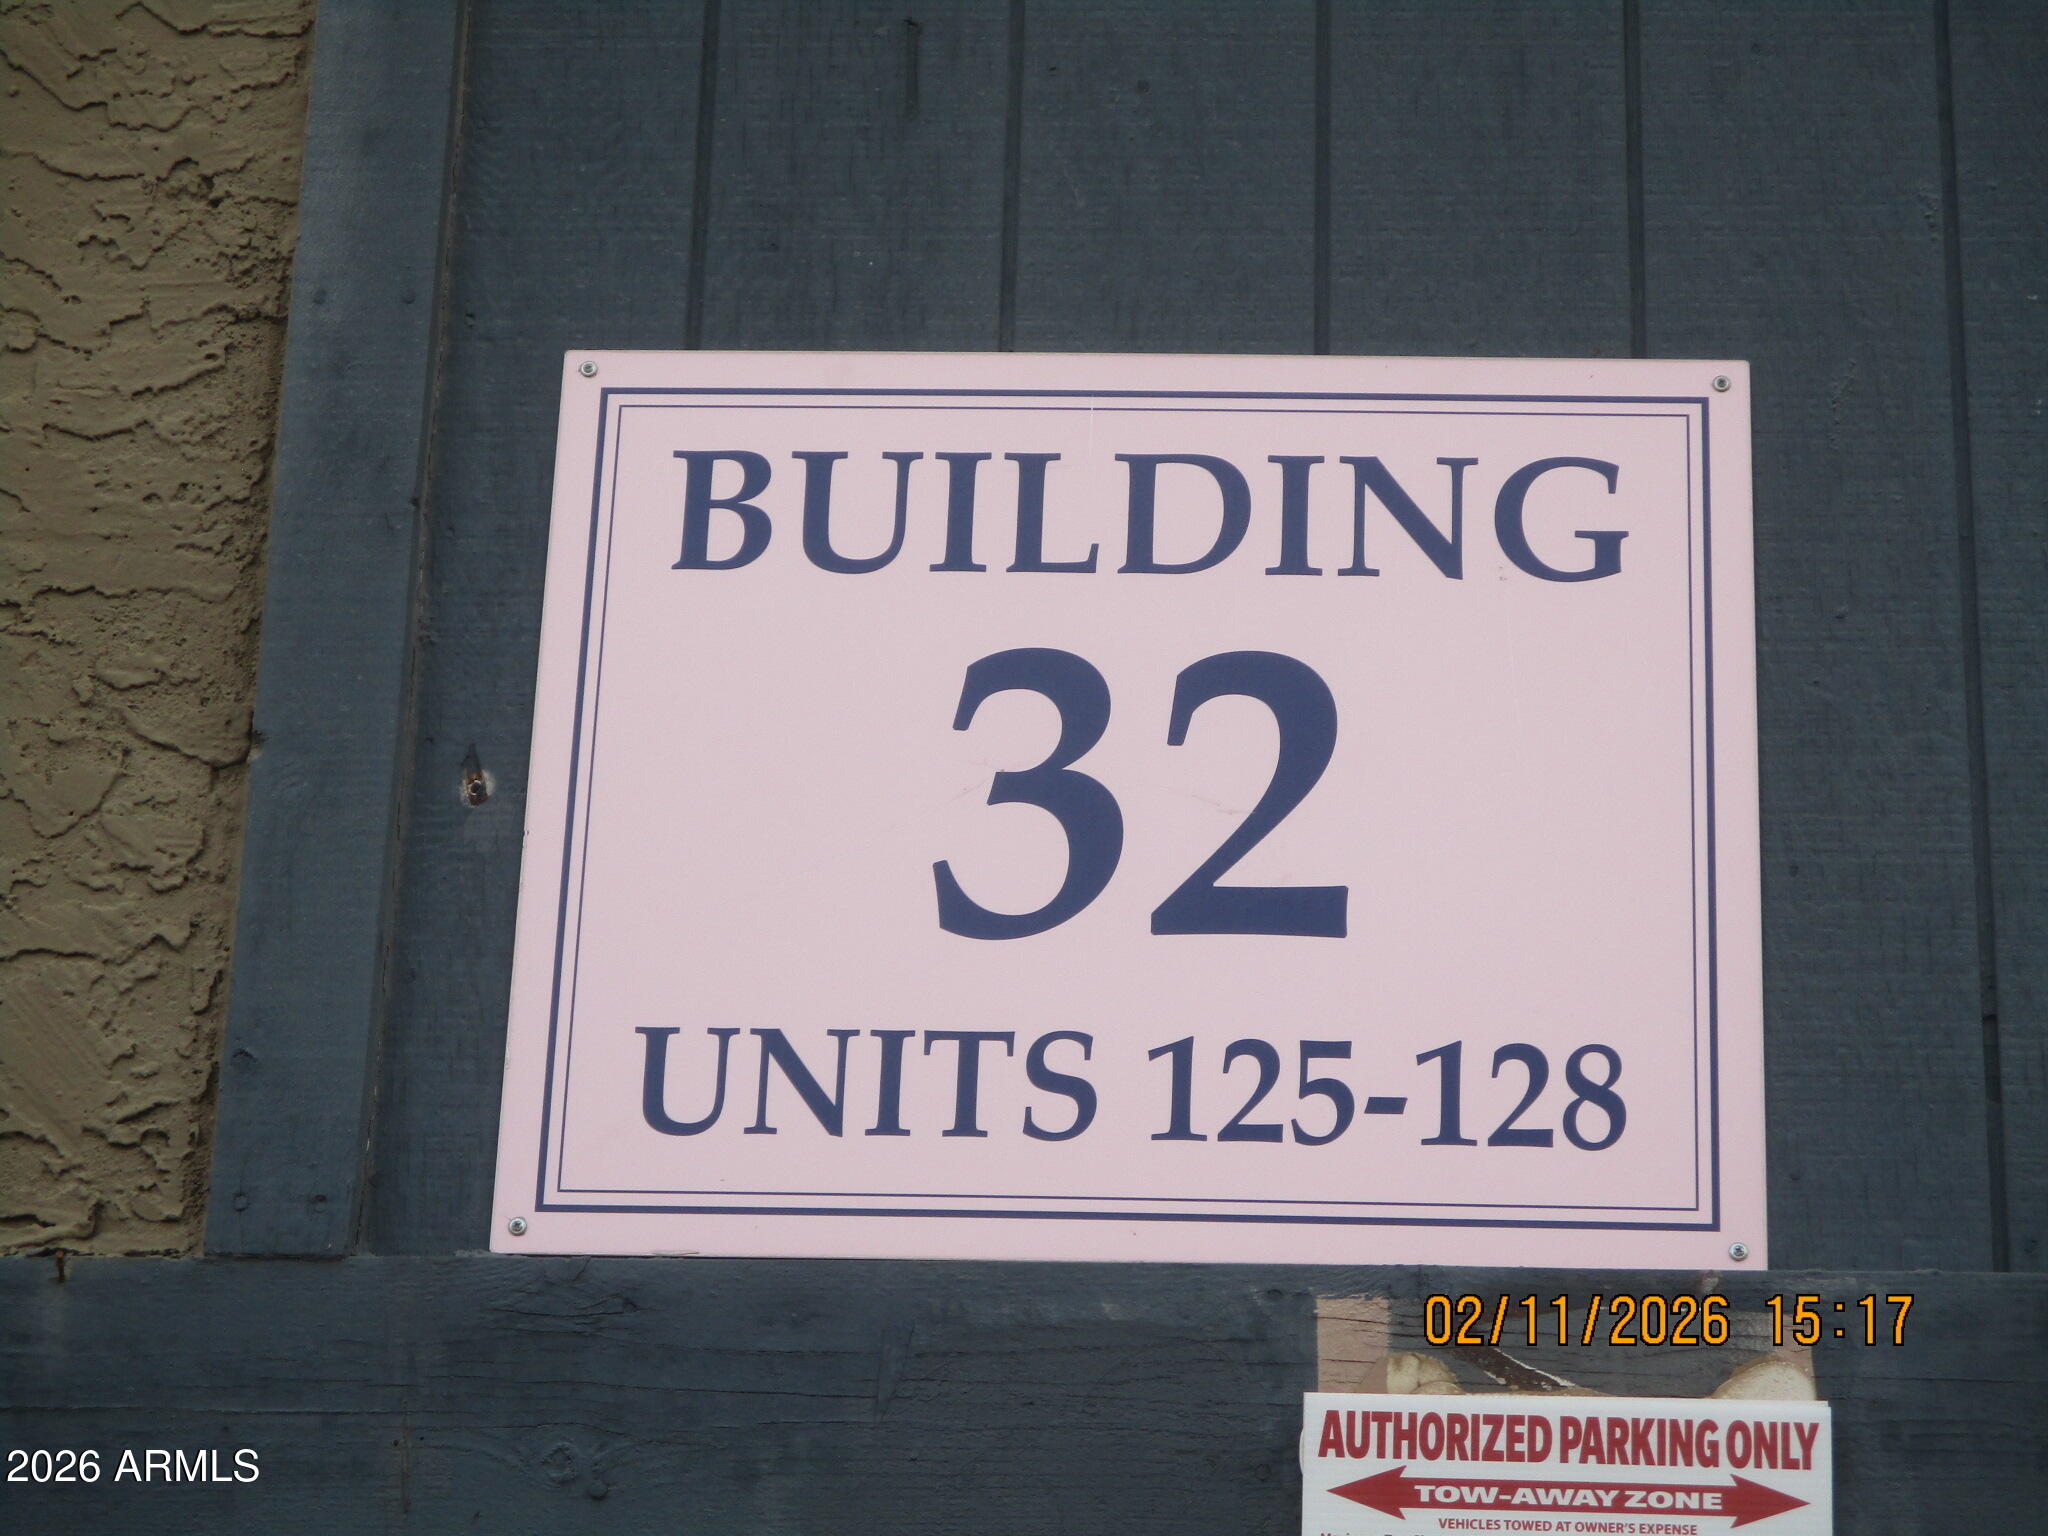 BUILDING
32
UNITS 125-128
02/11/2026 15:17
AUTHORIZED PARKING ONLY
TOW-AWAY ZONE
VEHICLES TOWED AT OWNER'S EXPENSE
2026 ARMLS